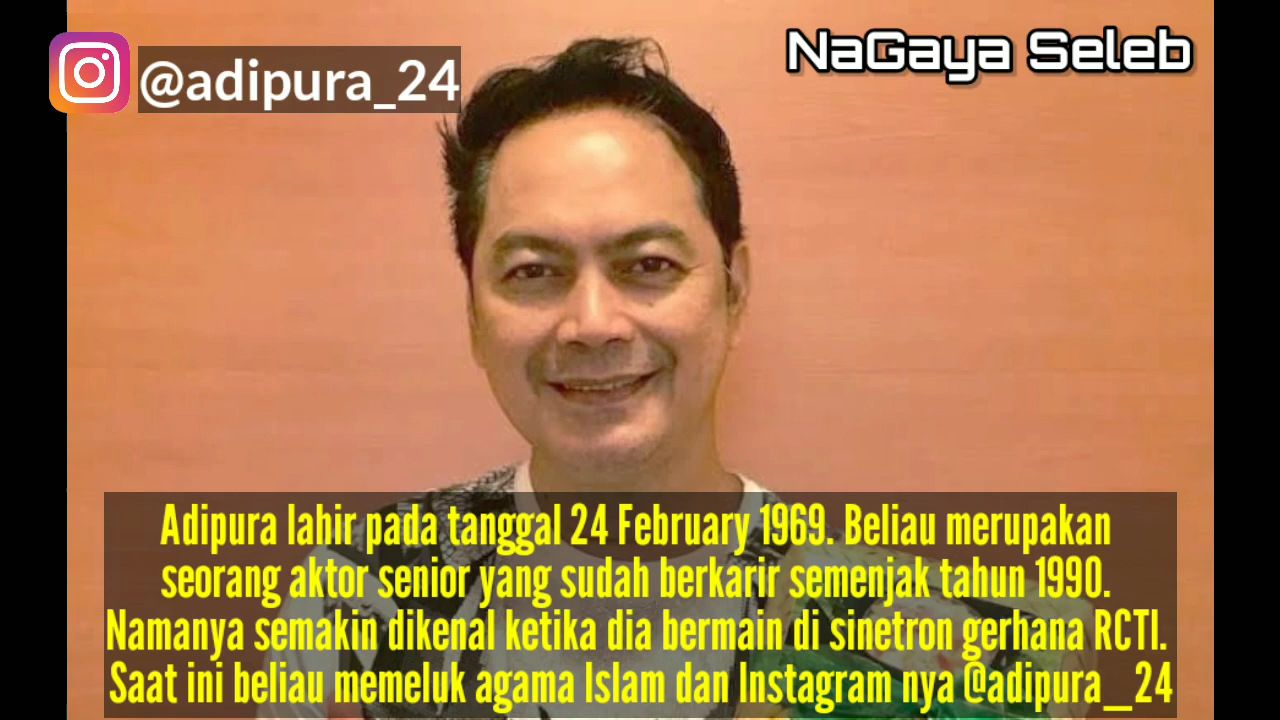 @adipura_24
NaGaya Seleb
Adipura lahir pada tanggal 24 February 1969. Beliau merupakan
seorang aktor senior yang sudah berkarir semenjak tahun 1990.
Namanya semakin dikenal ketika dia bermain di sinetron gerhana RCTI.
Saat ini beliau memeluk agama Islam dan Instagram nya @adipura_24